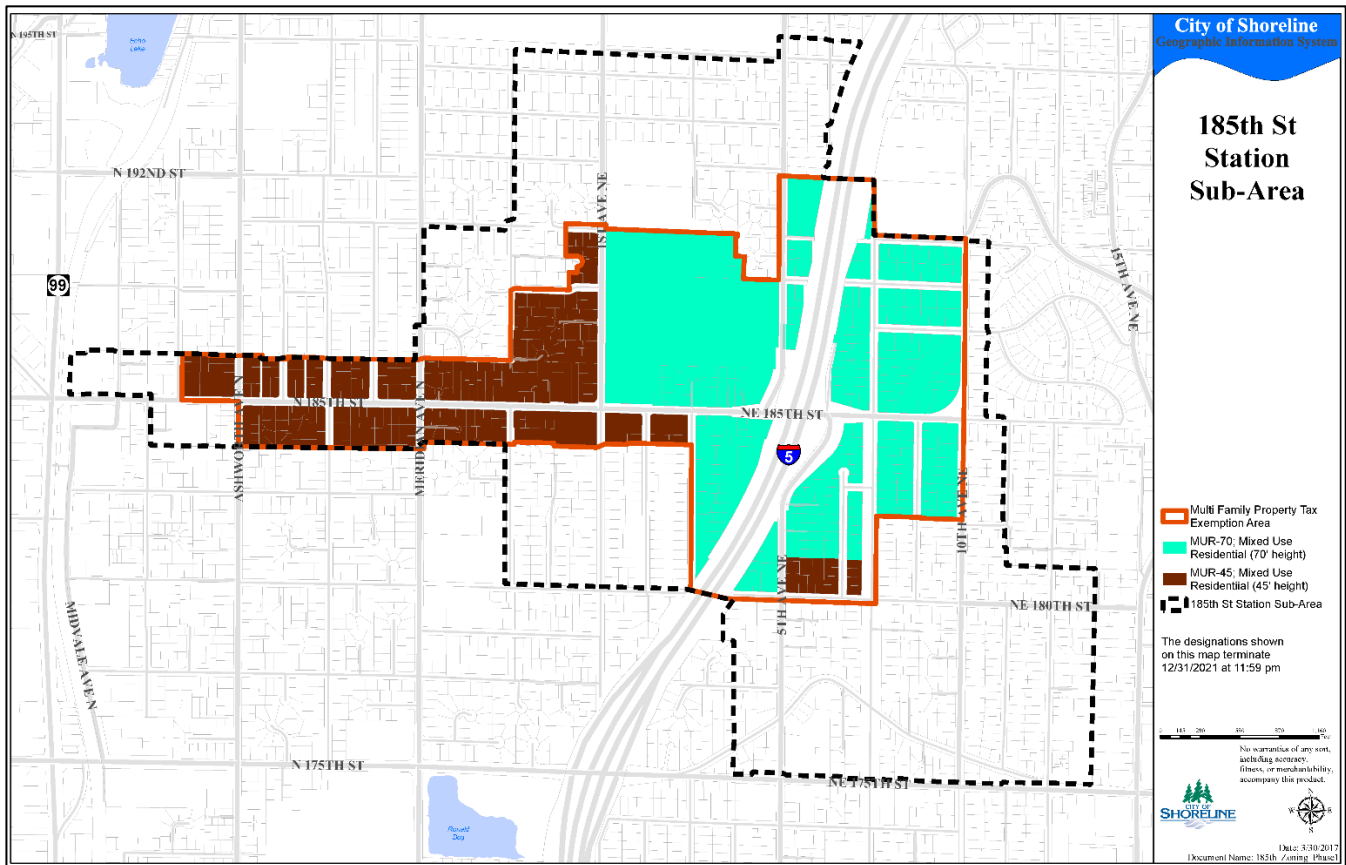 City of Shoreline
Geographic Information System
185th St
Station
Sub-Area
N 195TH ST
Echo
Lake
N 192ND ST
1ST AVE NE
15TH AVE NE
99
ASHWORTH AVE N
MERIDIAN AVE N
N 185TH ST
NE 185TH ST
5
10TH AVE NE
5TH AVE NE
NE 180TH ST
MIDVALE AVE N
N 175TH ST
NE 175TH ST
Ronald
Bog
Multi Family Property Tax
Exemption Area
MUR-70; Mixed Use
Residential (70' height)
MUR-45; Mixed Use
Residential (45' height)
185th St Station Sub-Area
The designations shown
on this map terminate
12/31/2021 at 11:59 pm
No warranties of any sort,
including accuracy,
fitness, or merchantability,
accompany this product.
CITY OF
SHORELINE
N
W E
S
Date: 3/30/2017
Document Name: 185th_Zoning_Phase1